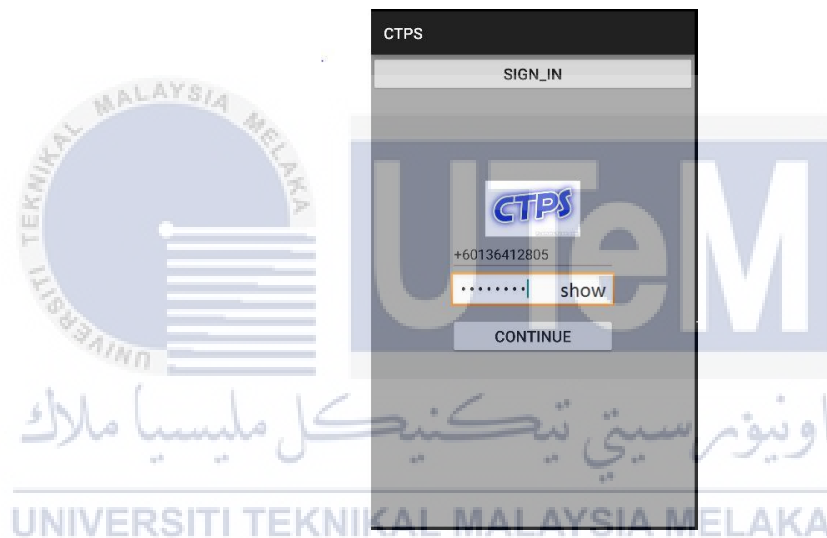 CTPS
SIGN_IN
UNIVERSITI TEKNIKAL MALAYSIA MELAKA
UTeM
CTPS
+60136412805
•••••••• show
CONTINUE
اونيۏرسيتي تيكنيكل مليسيا ملاك
UNIVERSITI TEKNIKAL MALAYSIA MELAKA